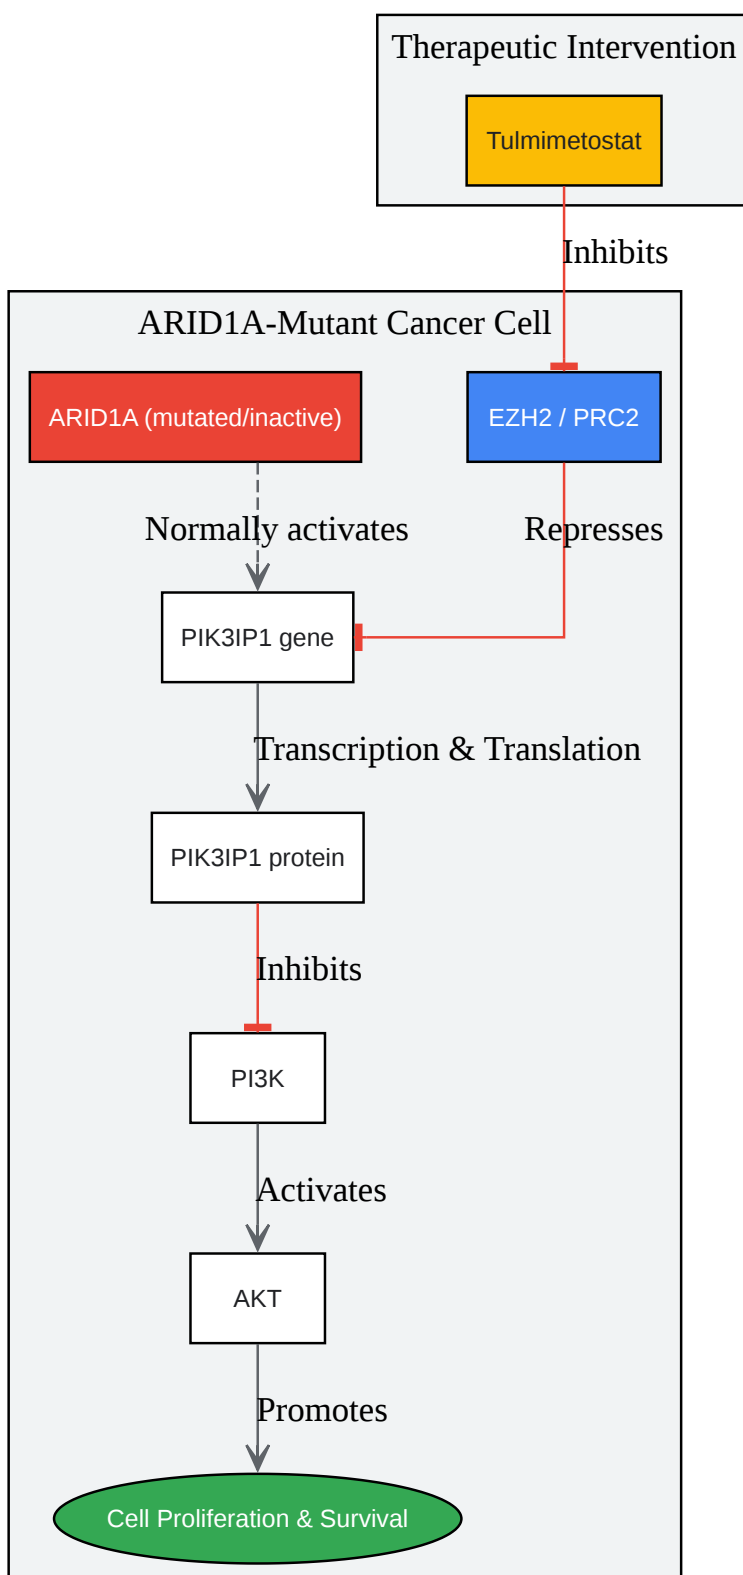 Therapeutic Intervention
Tulmimetostat
Inhibits
ARID1A-Mutant Cancer Cell
ARID1A (mutated/inactive)
EZH2 / PRC2
Normally activates
Represses
PIK3IP1 gene
Transcription & Translation
PIK3IP1 protein
Inhibits
PI3K
Activates
AKT
Promotes
Cell Proliferation & Survival